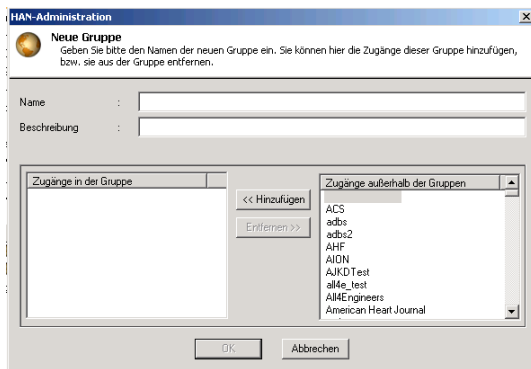 HAN-Administration
Neue Gruppe
Geben Sie bitte den Namen der neuen Gruppe ein. Sie können hier die Zugänge dieser Gruppe hinzufügen,
bzw. sie aus der Gruppe entfernen.
Name :
Beschreibung :
Zugänge in der Gruppe
<< Hinzufügen
Entfernen >>
Zugänge außerhalb der Gruppen
ACS
adbs
adbs2
AHF
AION
AJKDTest
all4e_test
All4Engineers
American Heart Journal
OK
Abbrechen